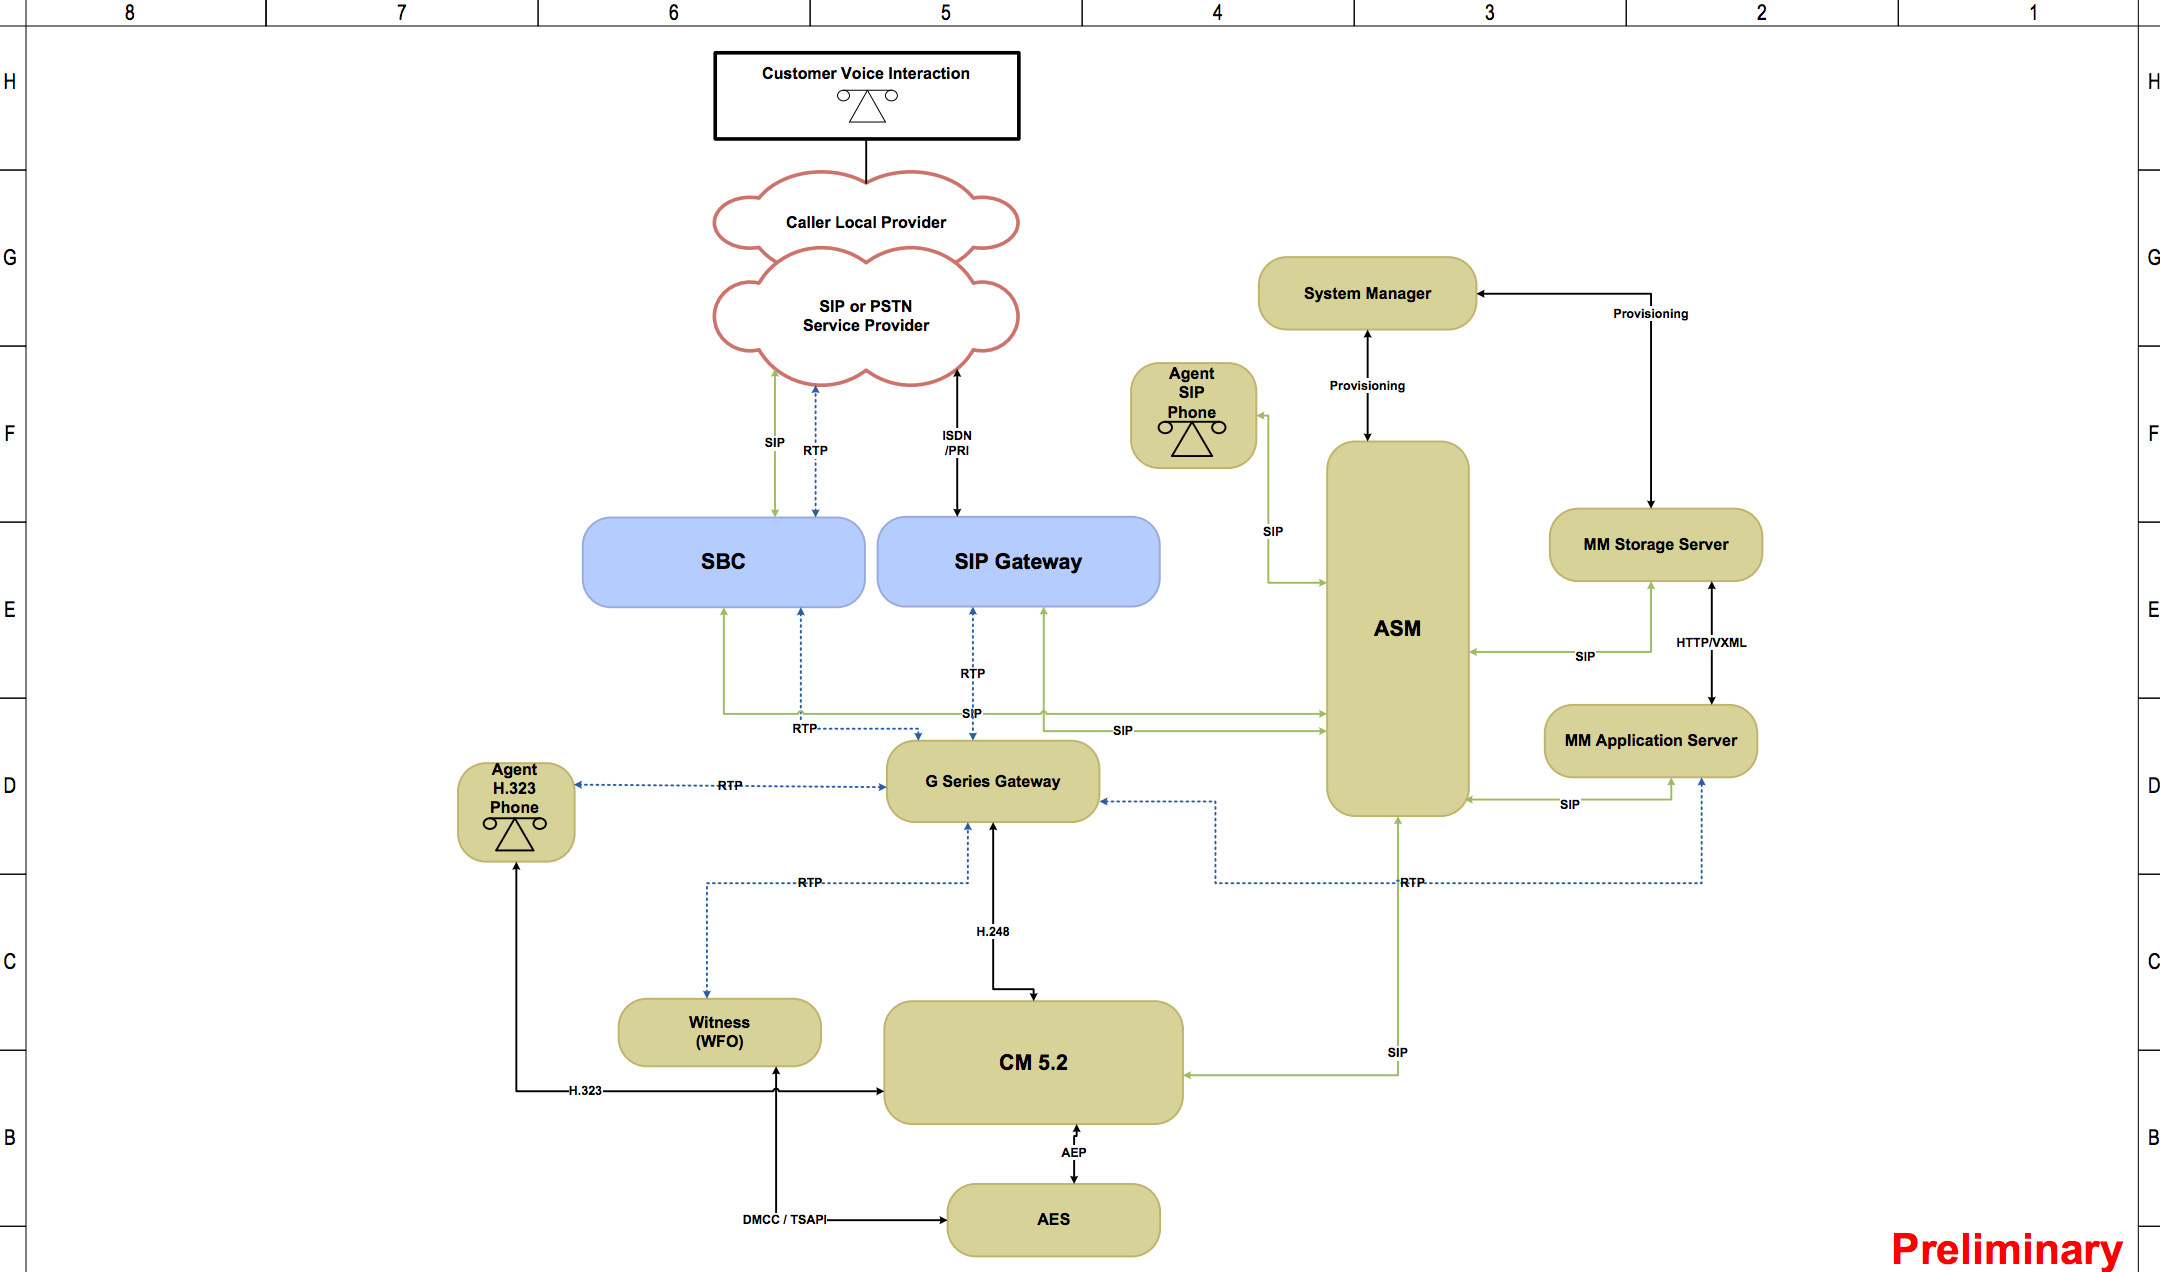 8 7 6 5 4 3 2 1
H H
Customer Voice Interaction
Caller Local Provider
G G
SIP or PSTN
Service Provider
System Manager
Provisioning
Provisioning
Agent
SIP
Phone
F F
SIP
RTP
ISDN
/PRI
SIP
SBC
SIP Gateway
MM Storage Server
E E
ASM
HTTP/VXML
SIP
RTP
SIP
RTP
SIP
MM Application Server
Agent
H.323
Phone
D D
RTP
G Series Gateway
SIP
RTP
RTP
H.248
C C
Witness
(WFO)
CM 5.2
SIP
H.323
B B
AEP
DMCC / TSAPI
AES
Preliminary